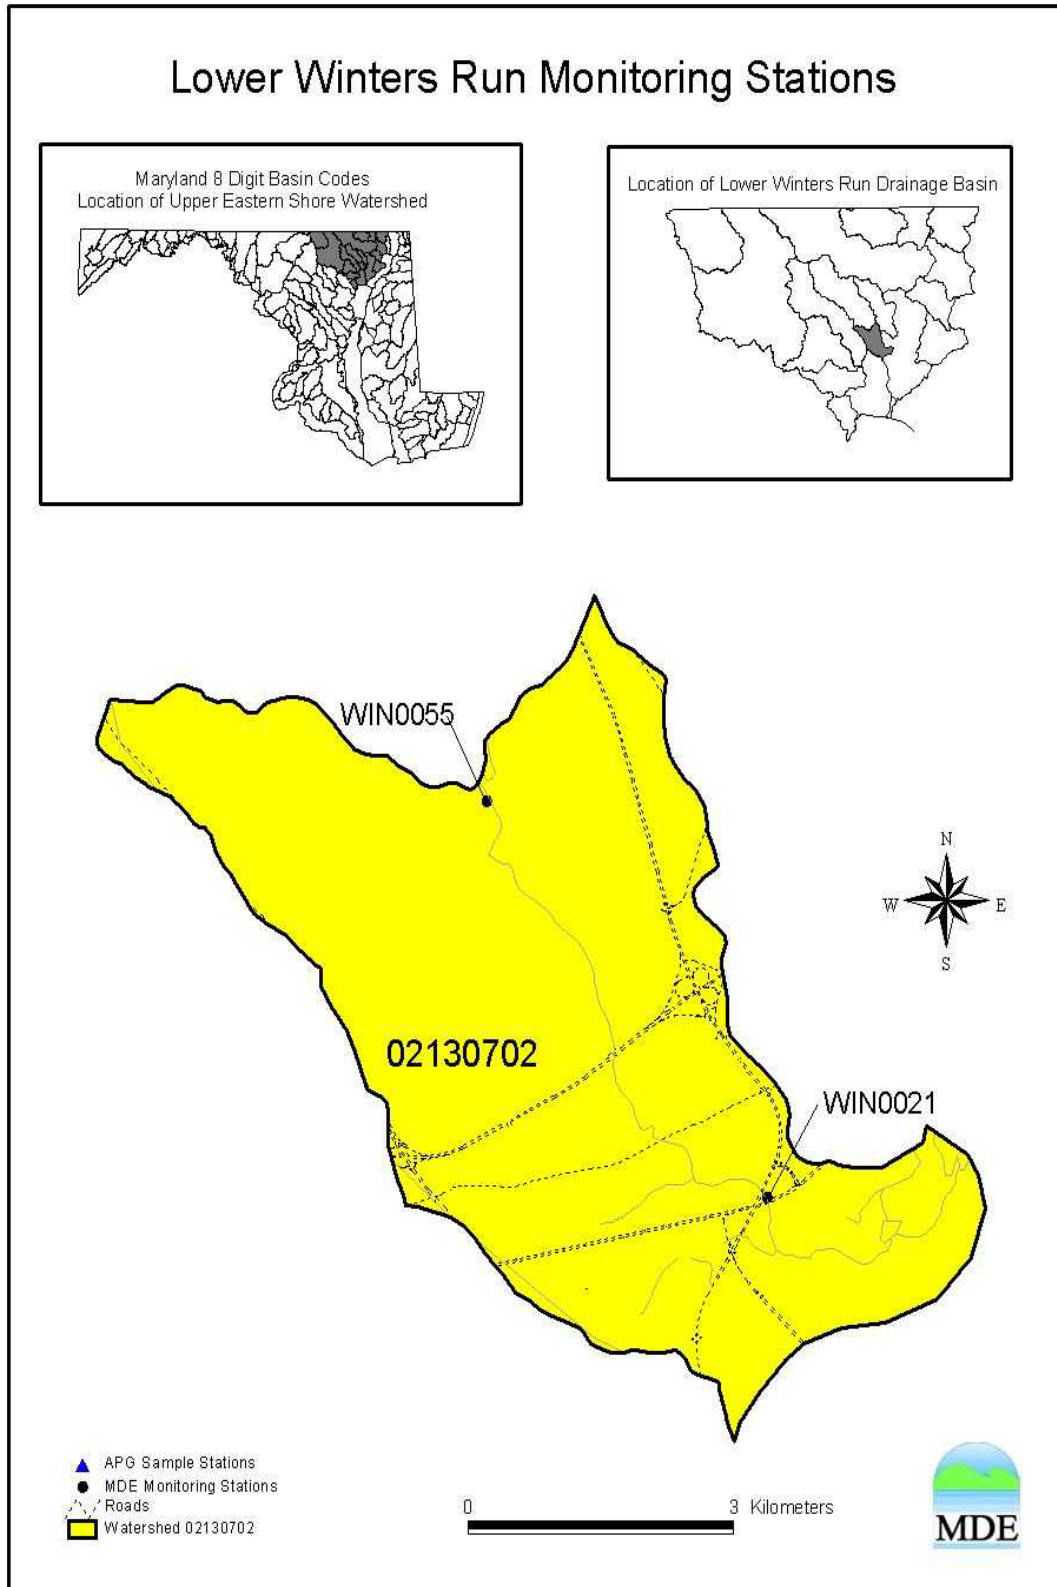 Lower Winters Run Monitoring Stations
Maryland 8 Digit Basin Codes
Location of Upper Eastern Shore Watershed
Location of Lower Winters Run Drainage Basin
WIN0055
N
W
E
S
02130702
WIN0021
APG Sample Stations
MDE Monitoring Stations
Roads
Watershed 02130702
0
3 Kilometers
MDE